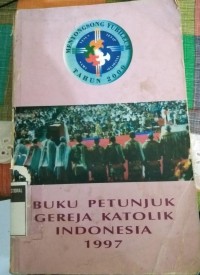 MENYONGSONG YUBILEUM
TAHUN 2000
BUKU PETUNJUK
GEREJA KATOLIK
INDONESIA
1997